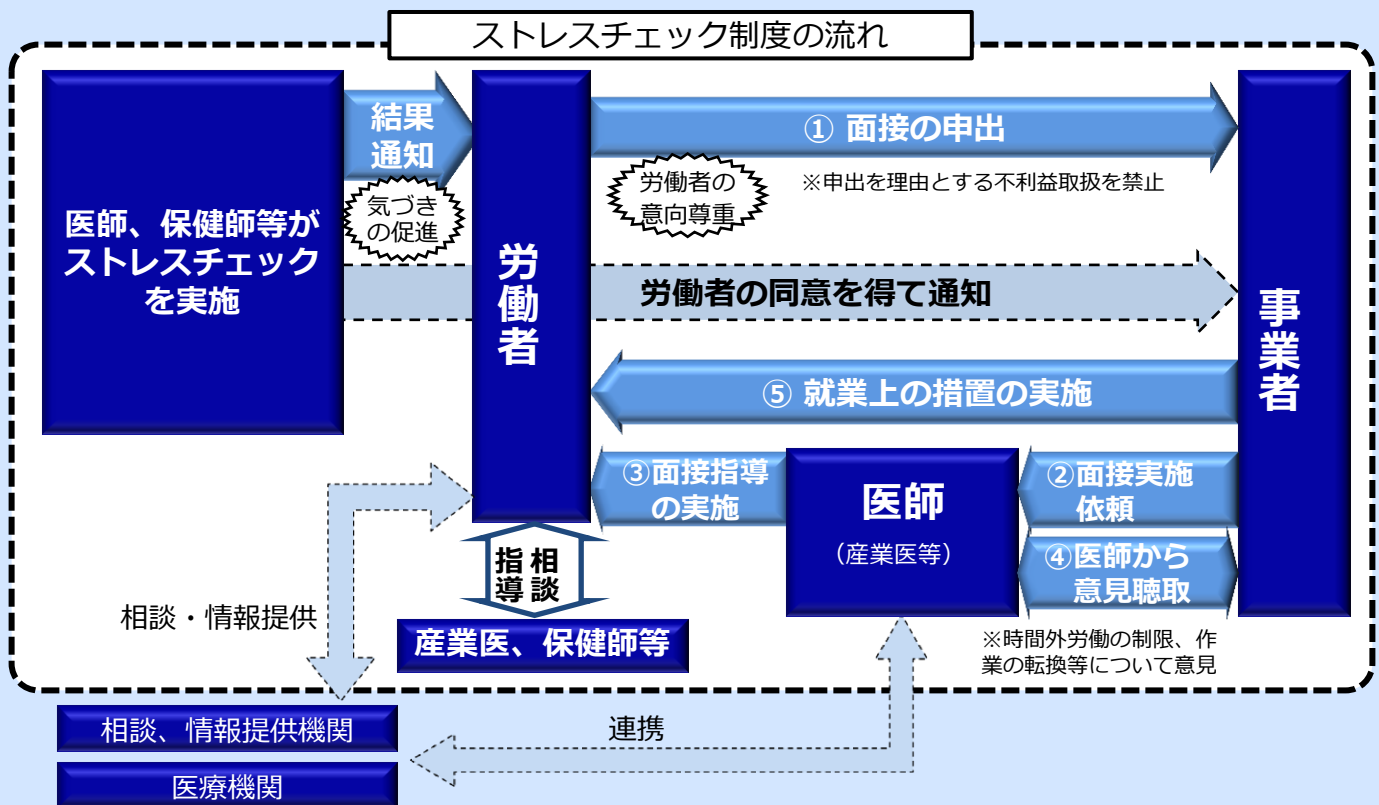 ストレスチェック制度の流れ
医師、保健師等が
ストレスチェック
を実施
結果
通知
気づき
の促進
労働者
① 面接の申出
労働者の
意向尊重
※申出を理由とする不利益取扱を禁止
労働者の同意を得て通知
事業者
⑤ 就業上の措置の実施
③面接指導
の実施
医師
（産業医等）
②面接実施
依頼
④医師から
意見聴取
※時間外労働の制限、作
業の転換等について意見
相談
指導
産業医、保健師等
相談・情報提供
相談、情報提供機関
医療機関
連携